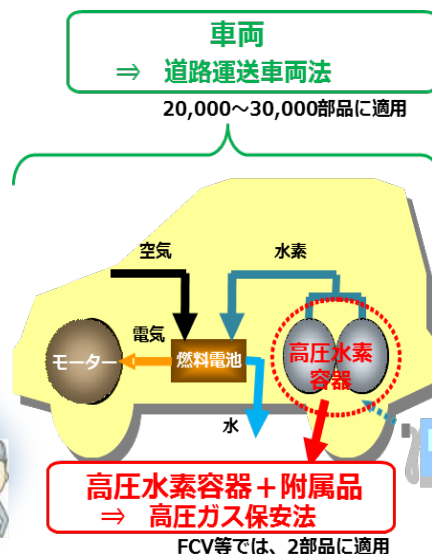 車両
⇒ 道路運送車両法
20,000～30,000部品に適用
空気
水素
電気
モーター
燃料電池
高圧水素
容器
水
高圧水素容器＋附属品
⇒ 高圧ガス保安法
FCV等では、2部品に適用